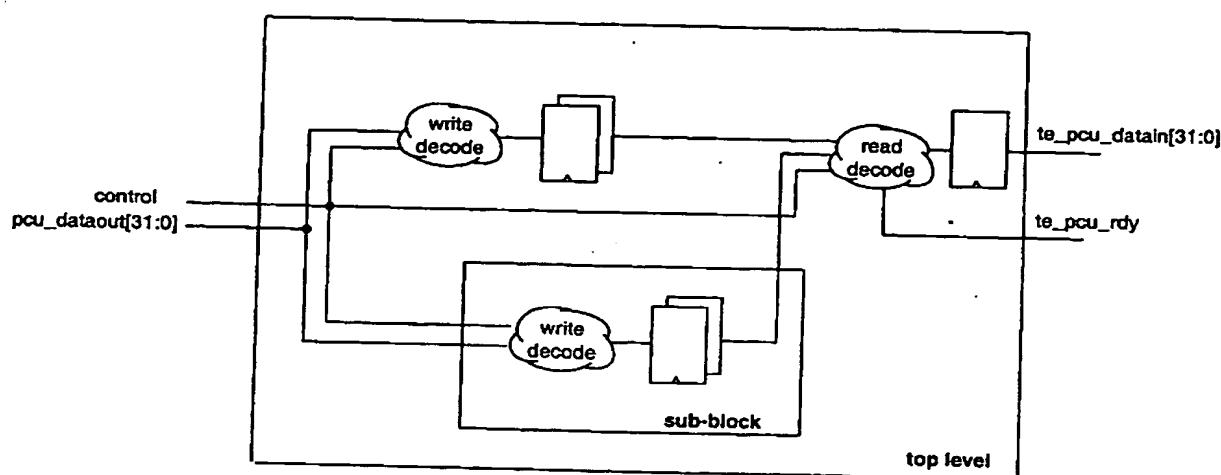 write
decode
read
decode
te_pcu_datain[31:0]
control
pcu_dataout[31:0]
te_pcu_rdy
write
decode
sub-block
top level